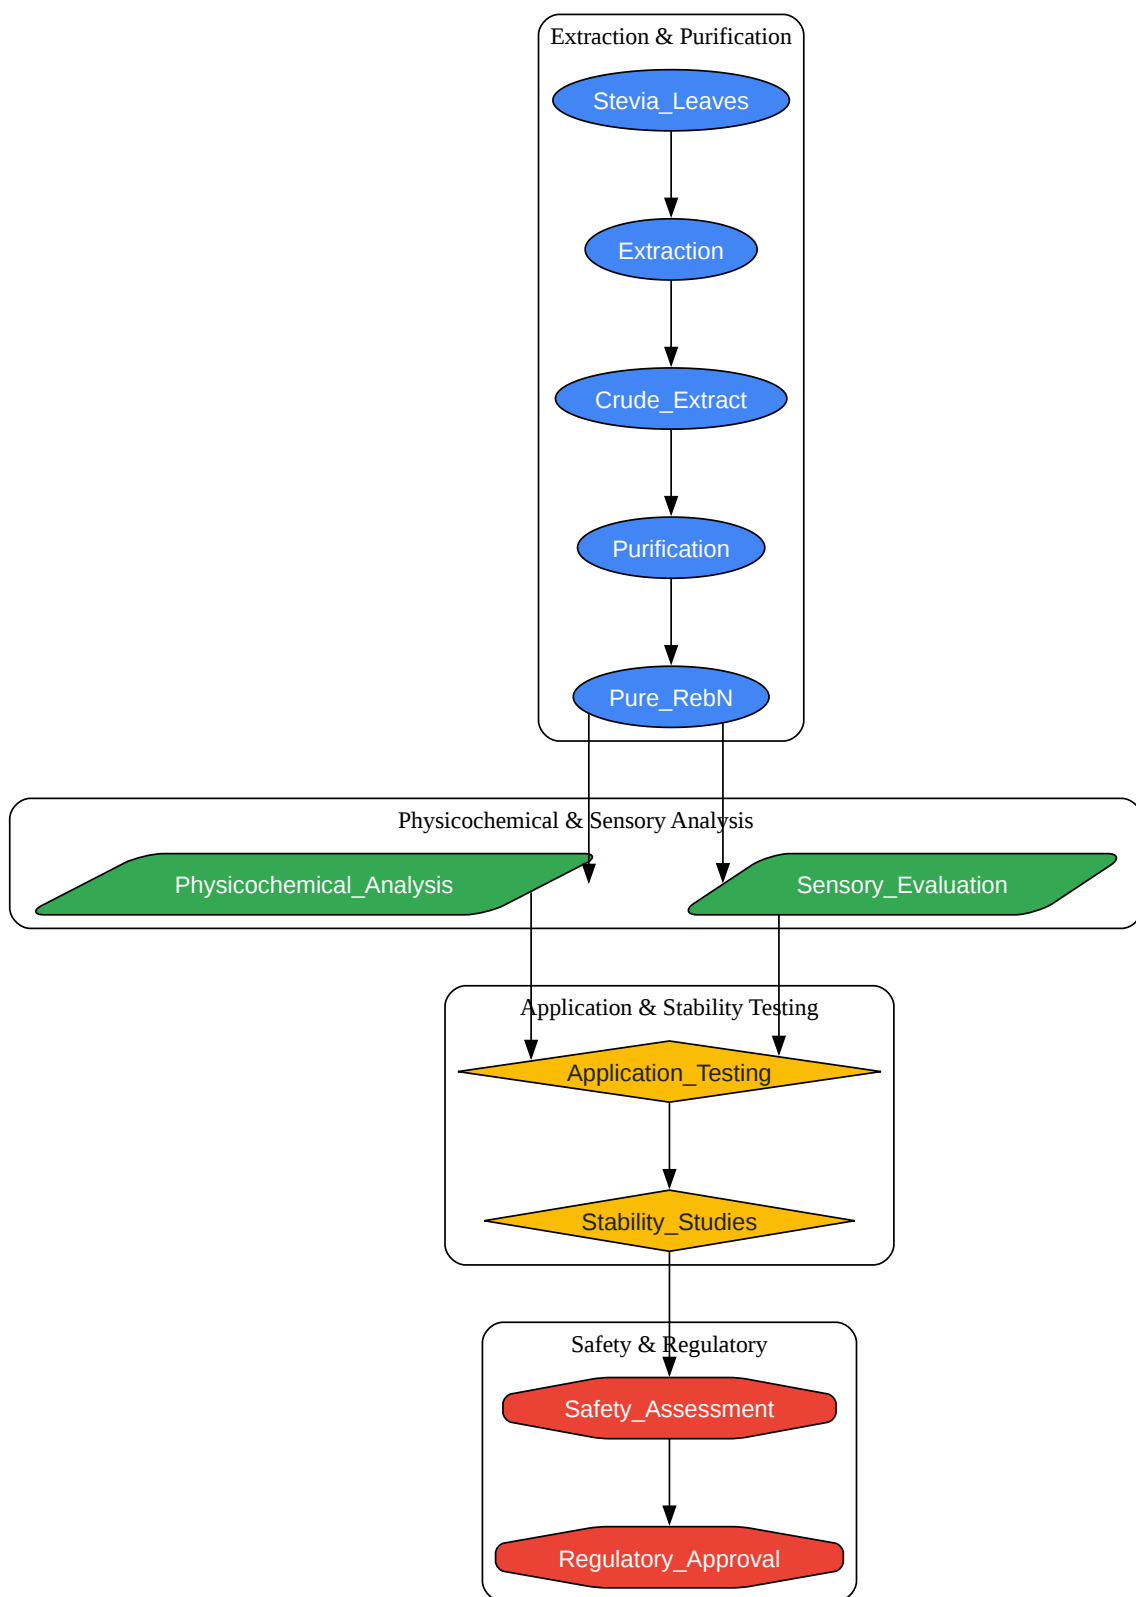 Extraction & Purification
Stevia_Leaves
Extraction
Crude_Extract
Purification
Pure_RebN
Physicochemical & Sensory Analysis
Physicochemical_Analysis
Sensory_Evaluation
Application & Stability Testing
Application_Testing
Stability_Studies
Safety & Regulatory
Safety_Assessment
Regulatory_Approval